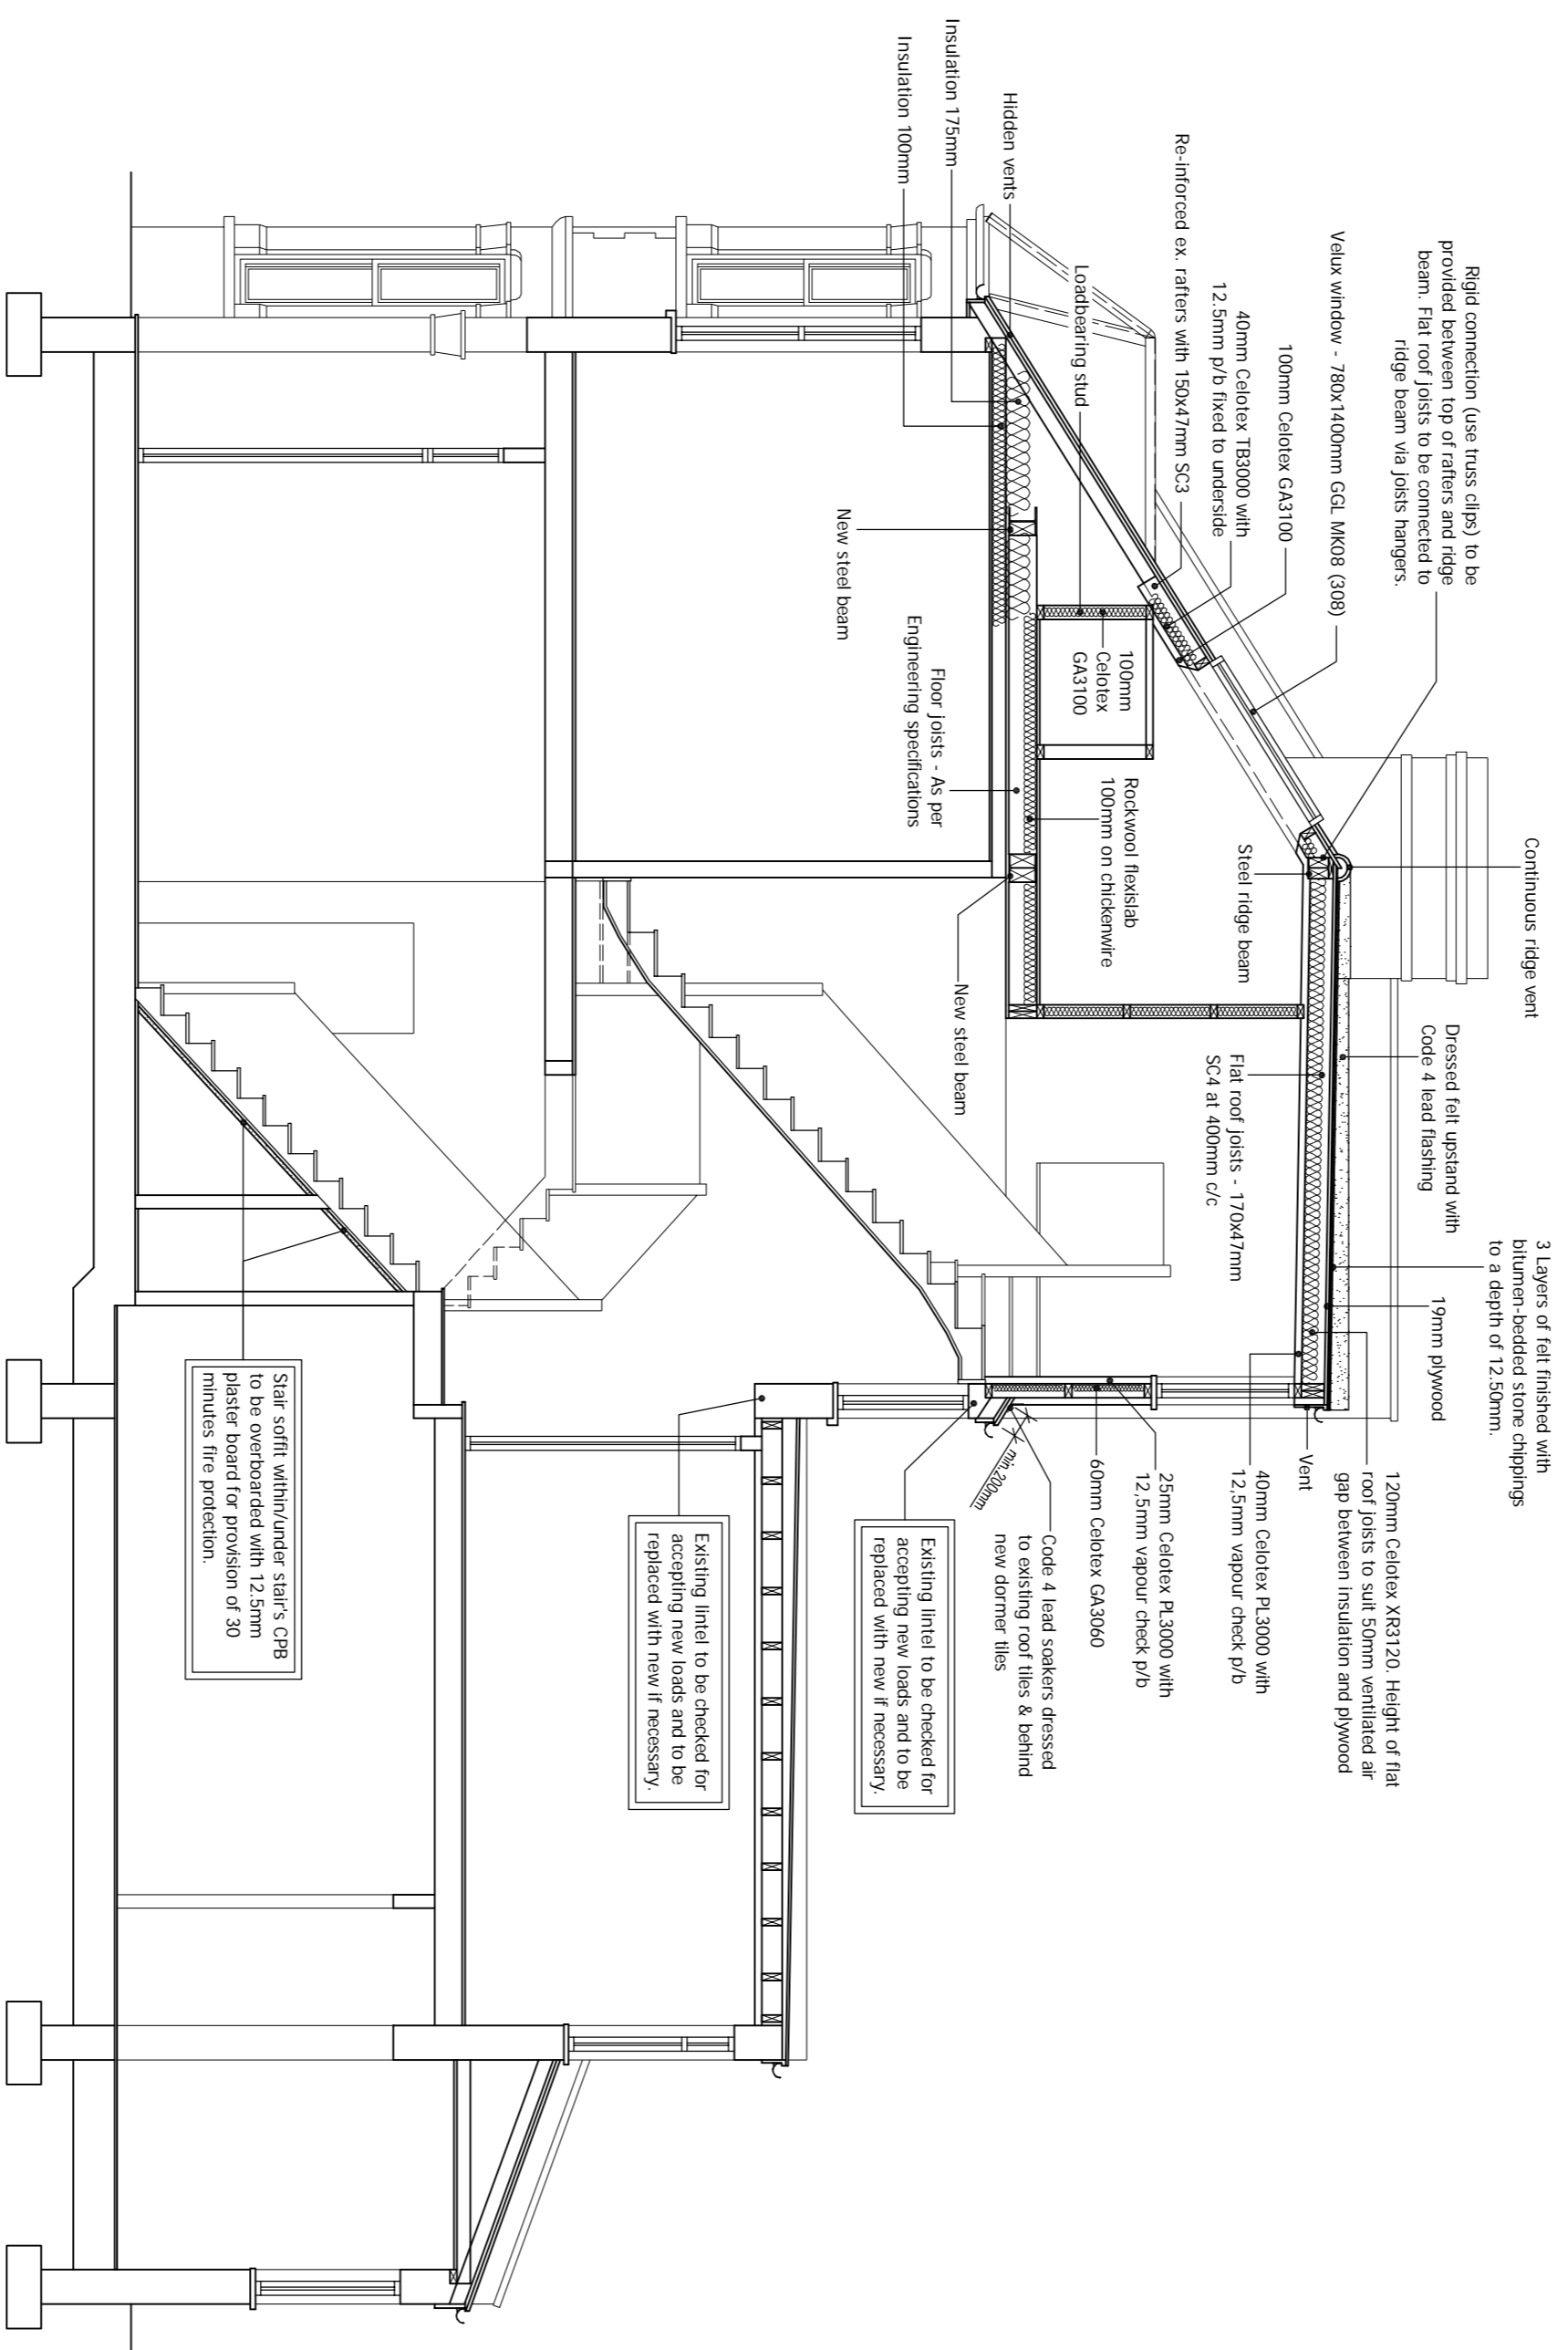 Continuous ridge vent
3 Layers of felt finished with
bitumen-bedded stone chippings
to a depth of 12.50mm.
Rigid connection (use truss clips) to be
provided between top of rafters and ridge
beam. Flat roof joists to be connected to
ridge beam via joists hangers.
Dressed felt upstand with
Code 4 lead flashing
19mm plywood
120mm Celotex XR3120. Height of flat
roof joists to suit 50mm ventilated air
gap between insulation and plywood
Velux window - 780x1400mm GGL MK08 (308)
100mm Celotex GA3100
40mm Celotex TB3000 with
12.5mm p/b fixed to underside
Re-inforced ex. rafters with 150x47mm SC3
Steel ridge beam
Flat roof joists - 170x47mm
SC4 at 400mm c/c
Vent
40mm Celotex PL3000 with
12,5mm vapour check p/b
25mm Celotex PL3000 with
12,5mm vapour check p/b
60mm Celotex GA3060
Loadbearing stud
100mm
Celotex
GA3100
Rockwool flexislab
100mm on chickenwire
Hidden vents
Insulation 175mm
Insulation 100mm
min.200mm
Code 4 lead soakers dressed
to existing roof tiles & behind
new dormer tiles
New steel beam
Floor joists - As per
Engineering specifications
New steel beam
Existing lintel to be checked for
accepting new loads and to be
replaced with new if necessary.
Existing lintel to be checked for
accepting new loads and to be
replaced with new if necessary.
Stair soffit within/under stair's CPB
to be overboarded with 12.5mm
plaster board for provision of 30
minutes fire protection.